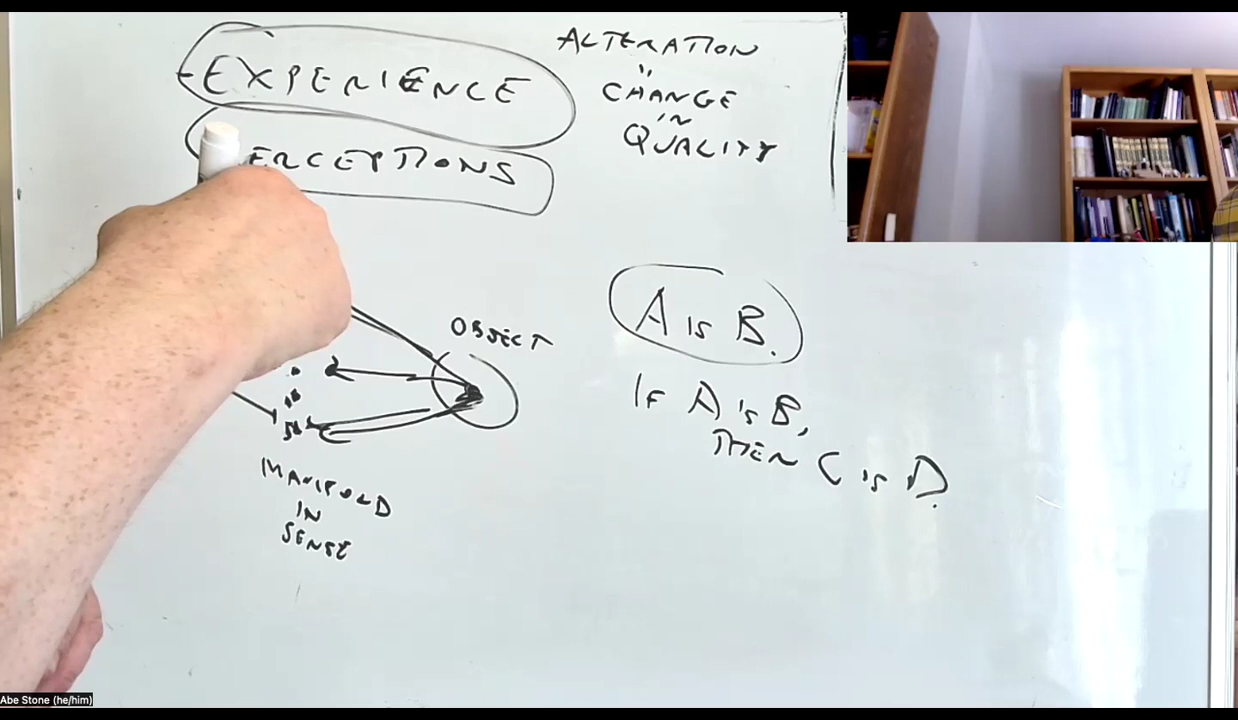 EXPERIENCE
ERCEPTIONS
ALTERATION
"
CHANGE
IN
QUALITY
OBJECT
MANIFOLD
IN
SENSE
A IS B.
IF A IS B,
THEN C IS D.
Abe Stone (he/him)